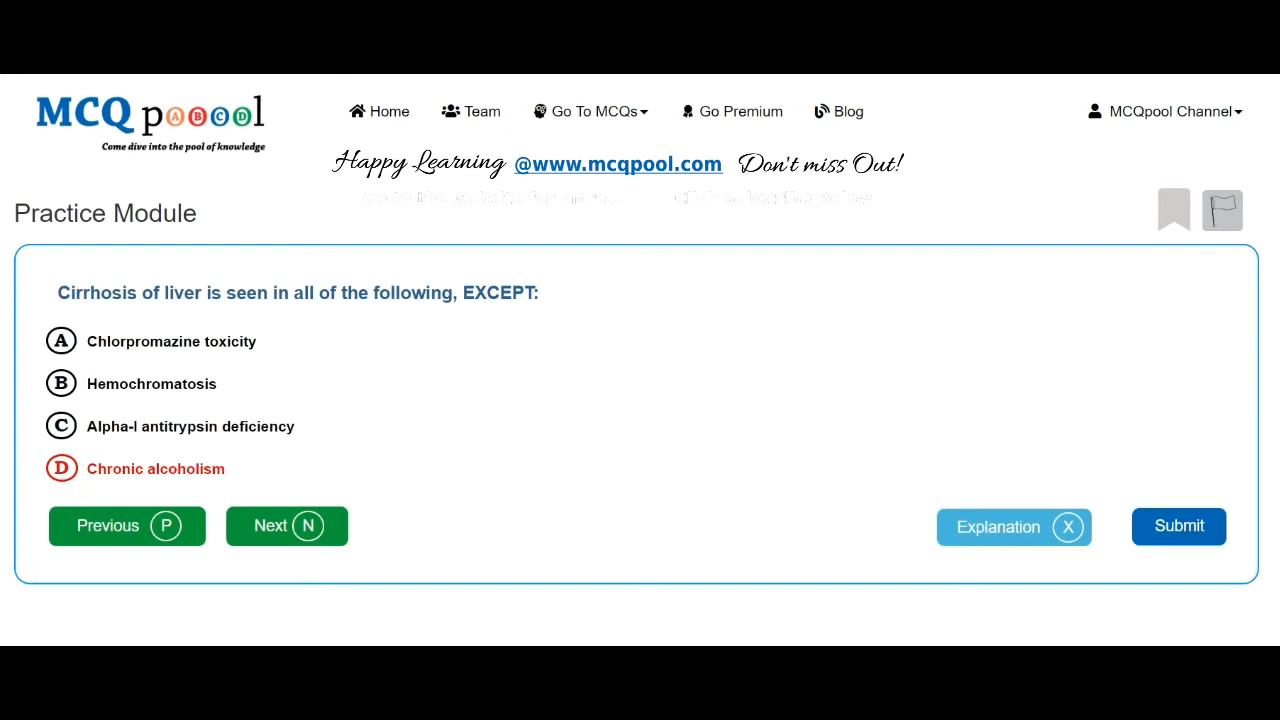 MCQ pABCDl
Come dive into the pool of knowledge
Home Team Go To MCQs Go Premium Blog MCQpool Channel
Happy Learning @www.mcqpool.com Don't miss Out!
Practice Module
Cirrhosis of liver is seen in all of the following, EXCEPT:
A Chlorpromazine toxicity
B Hemochromatosis
C Alpha-I antitrypsin deficiency
D Chronic alcoholism
Previous P Next N Explanation X Submit